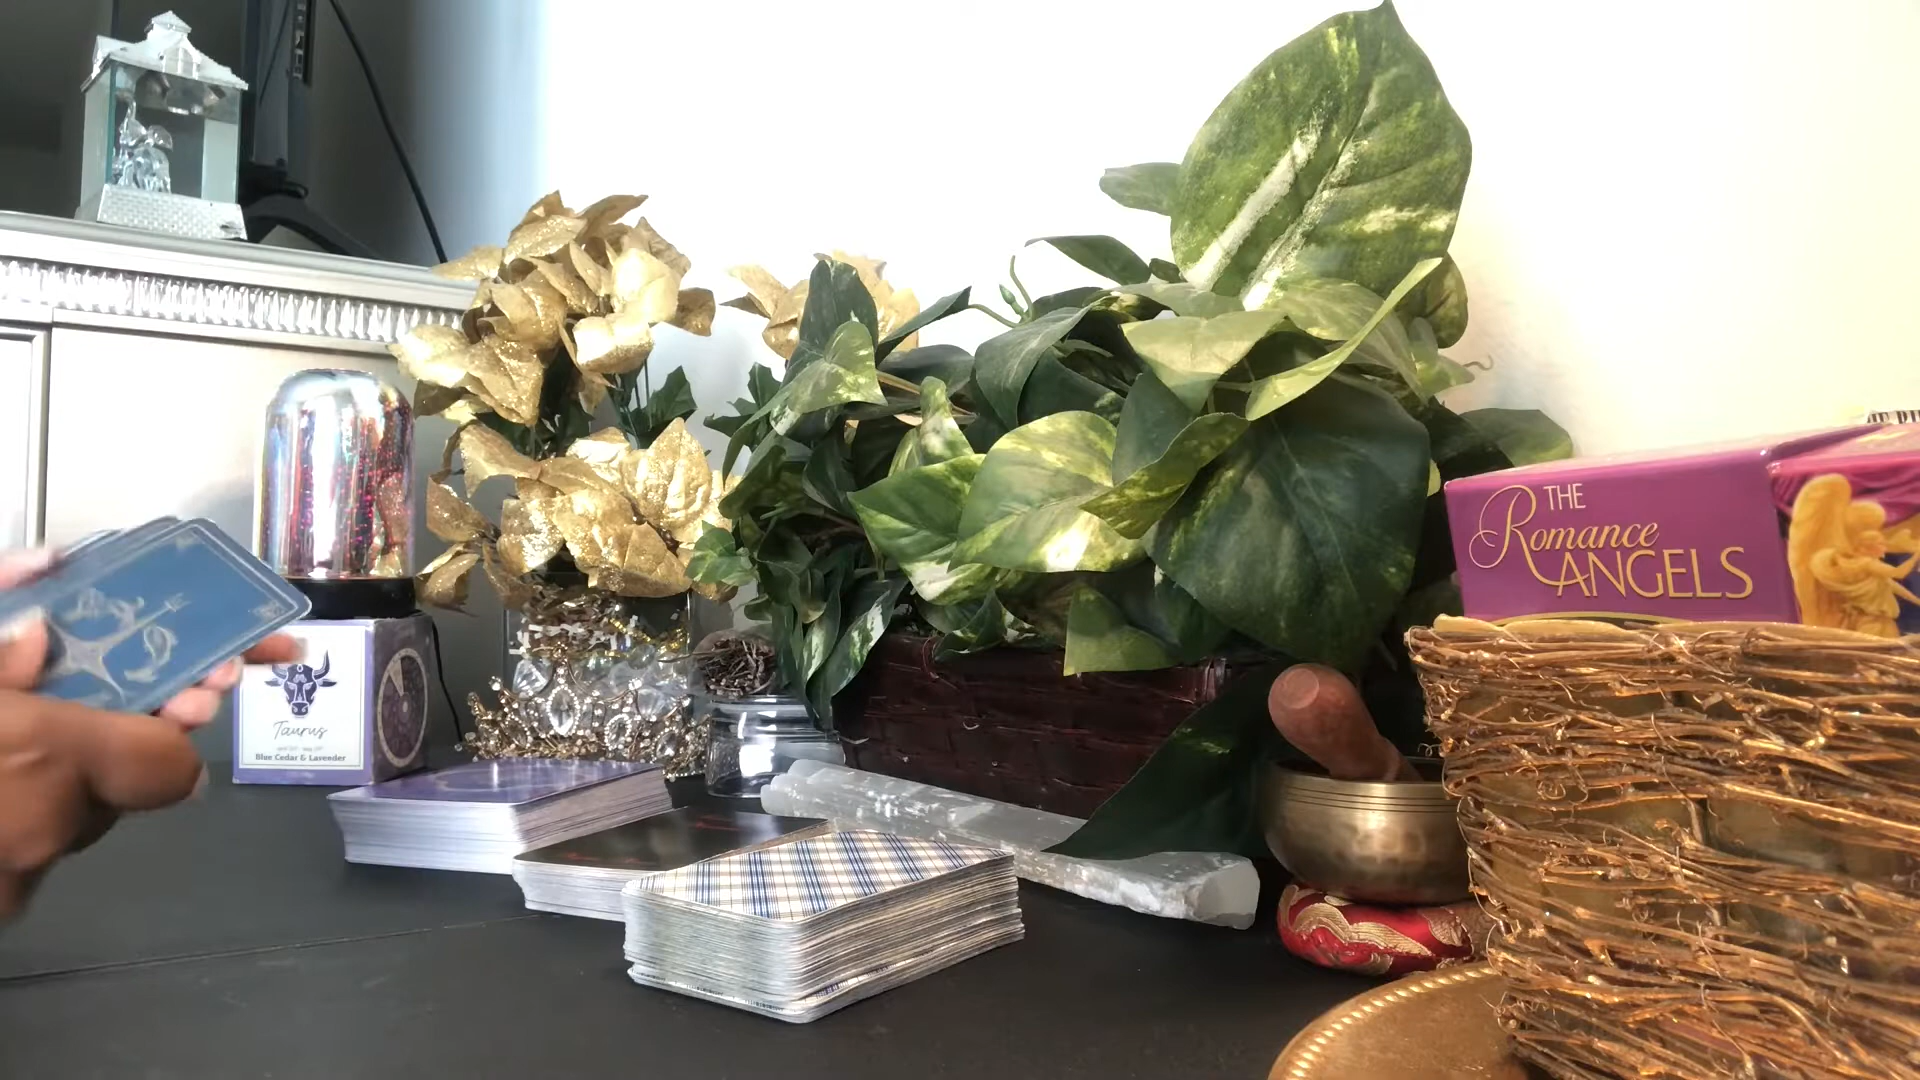 THE
Romance
ANGELS
Taurus
Blue Cedar & Lavender